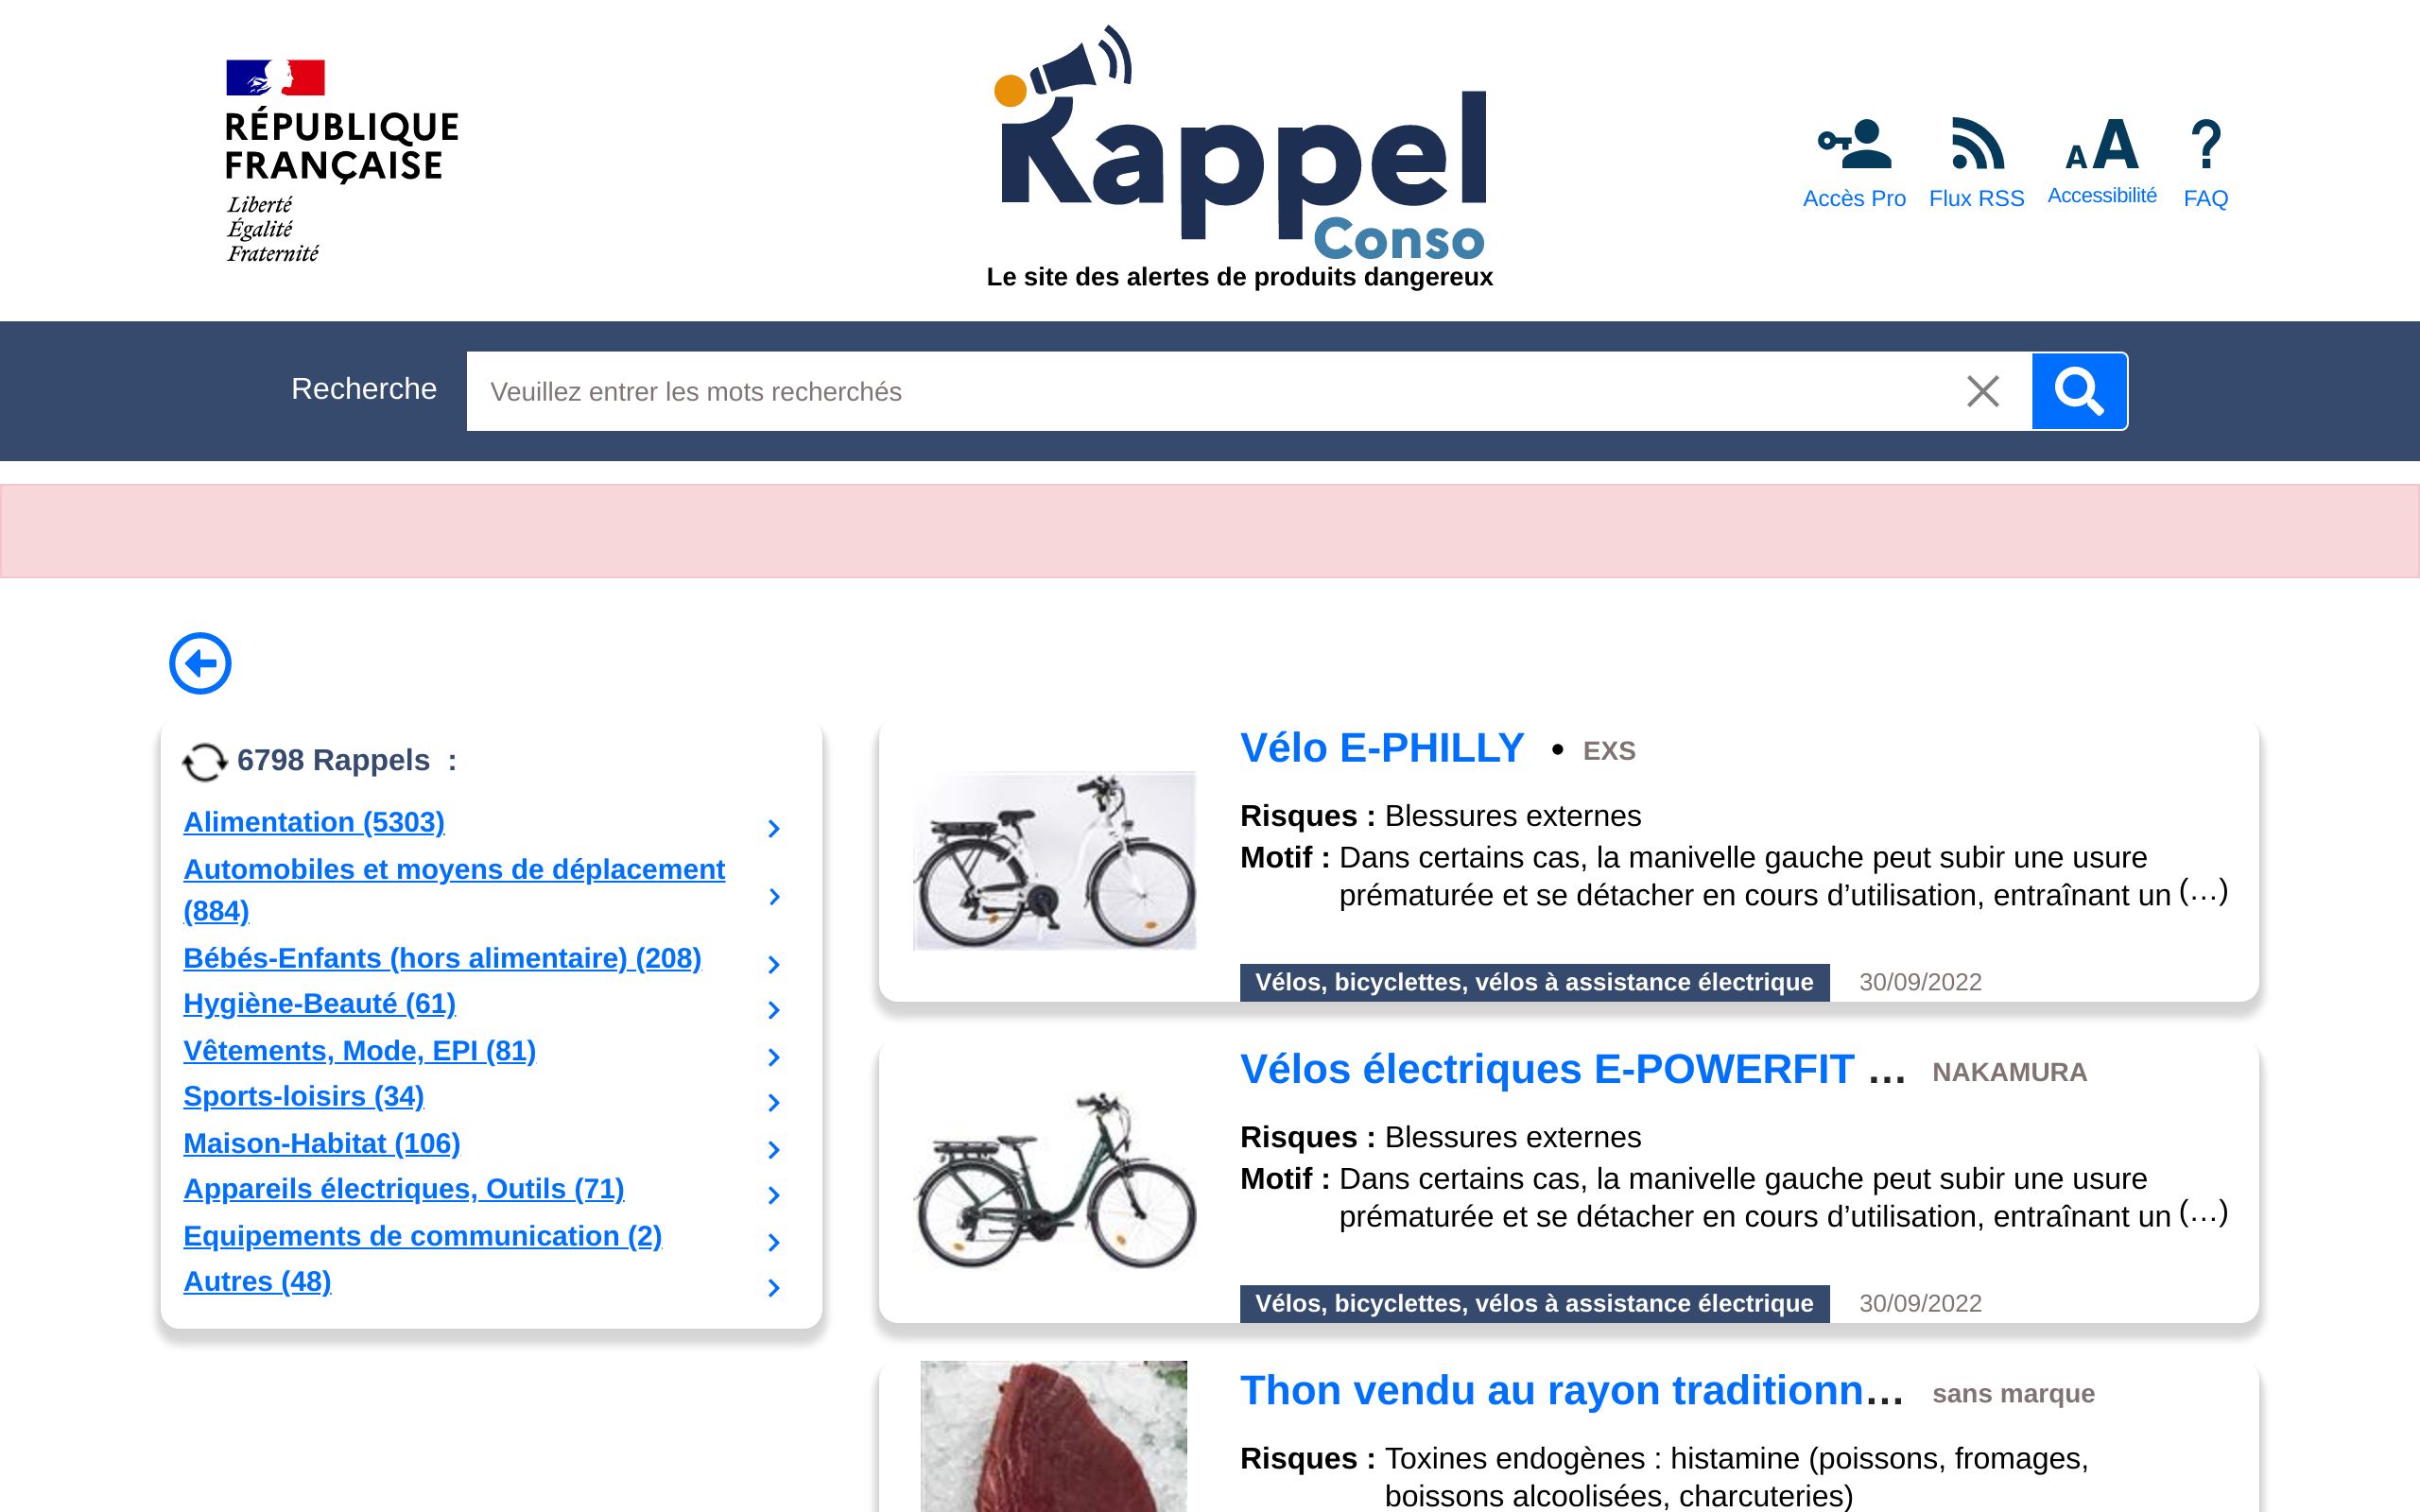 RÉPUBLIQUE
FRANÇAISE
Liberté
Égalité
Fraternité
Rappel
Conso
Le site des alertes de produits dangereux
Accès Pro
Flux RSS
AA
Accessibilité
?
FAQ
Recherche
Veuillez entrer les mots recherchés
6798 Rappels :
Alimentation (5303)
Automobiles et moyens de déplacement
(884)
Bébés-Enfants (hors alimentaire) (208)
Hygiène-Beauté (61)
Vêtements, Mode, EPI (81)
Sports-loisirs (34)
Maison-Habitat (106)
Appareils électriques, Outils (71)
Equipements de communication (2)
Autres (48)
Vélo E-PHILLY • EXS
Risques : Blessures externes
Motif : Dans certains cas, la manivelle gauche peut subir une usure
prématurée et se détacher en cours d’utilisation, entraînant un (…)
Vélos, bicyclettes, vélos à assistance électrique 30/09/2022
Vélos électriques E-POWERFIT … NAKAMURA
Risques : Blessures externes
Motif : Dans certains cas, la manivelle gauche peut subir une usure
prématurée et se détacher en cours d’utilisation, entraînant un (…)
Vélos, bicyclettes, vélos à assistance électrique 30/09/2022
Thon vendu au rayon traditionn… sans marque
Risques : Toxines endogènes : histamine (poissons, fromages,
boissons alcoolisées, charcuteries)